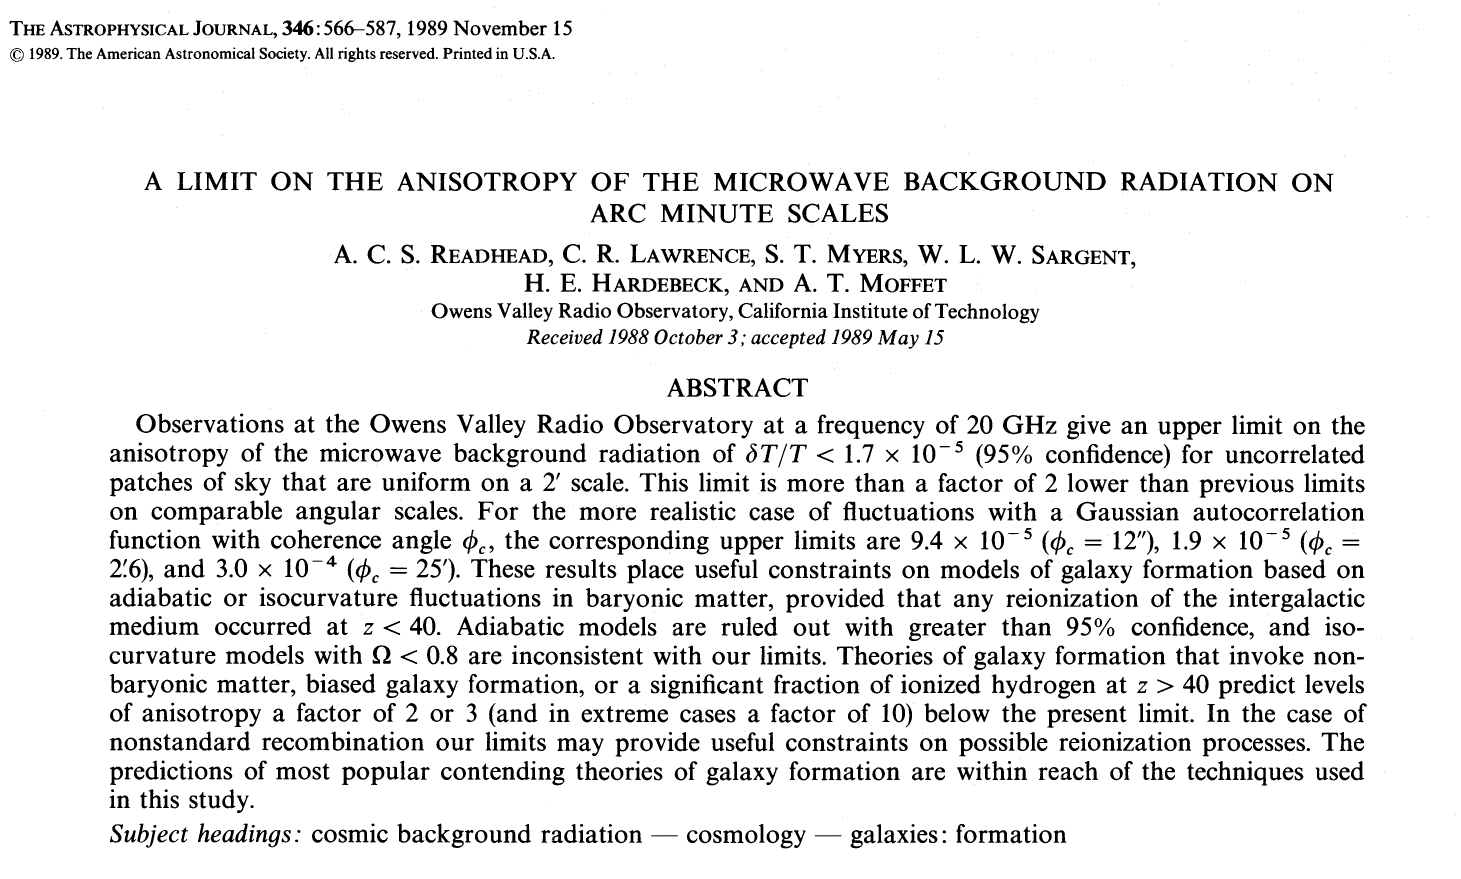 THE ASTROPHYSICAL JOURNAL, 346:566–587, 1989 November 15
© 1989. The American Astronomical Society. All rights reserved. Printed in U.S.A.
A LIMIT ON THE ANISOTROPY OF THE MICROWAVE BACKGROUND RADIATION ON
ARC MINUTE SCALES
A. C. S. READHEAD, C. R. LAWRENCE, S. T. MYERS, W. L. W. SARGENT,
H. E. HARDEBECK, AND A. T. MOFFET
Owens Valley Radio Observatory, California Institute of Technology
Received 1988 October 3; accepted 1989 May 15
ABSTRACT
Observations at the Owens Valley Radio Observatory at a frequency of 20 GHz give an upper limit on the
anisotropy of the microwave background radiation of δT/T < 1.7 × 10⁻⁵ (95% confidence) for uncorrelated
patches of sky that are uniform on a 2′ scale. This limit is more than a factor of 2 lower than previous limits
on comparable angular scales. For the more realistic case of fluctuations with a Gaussian autocorrelation
function with coherence angle ϕ_c, the corresponding upper limits are 9.4 × 10⁻⁵ (ϕ_c = 12″), 1.9 × 10⁻⁵ (ϕ_c =
2′.6), and 3.0 × 10⁻⁴ (ϕ_c = 25′). These results place useful constraints on models of galaxy formation based on
adiabatic or isocurvature fluctuations in baryonic matter, provided that any reionization of the intergalactic
medium occurred at z < 40. Adiabatic models are ruled out with greater than 95% confidence, and iso-
curvature models with Ω < 0.8 are inconsistent with our limits. Theories of galaxy formation that invoke non-
baryonic matter, biased galaxy formation, or a significant fraction of ionized hydrogen at z > 40 predict levels
of anisotropy a factor of 2 or 3 (and in extreme cases a factor of 10) below the present limit. In the case of
nonstandard recombination our limits may provide useful constraints on possible reionization processes. The
predictions of most popular contending theories of galaxy formation are within reach of the techniques used
in this study.
Subject headings: cosmic background radiation — cosmology — galaxies: formation